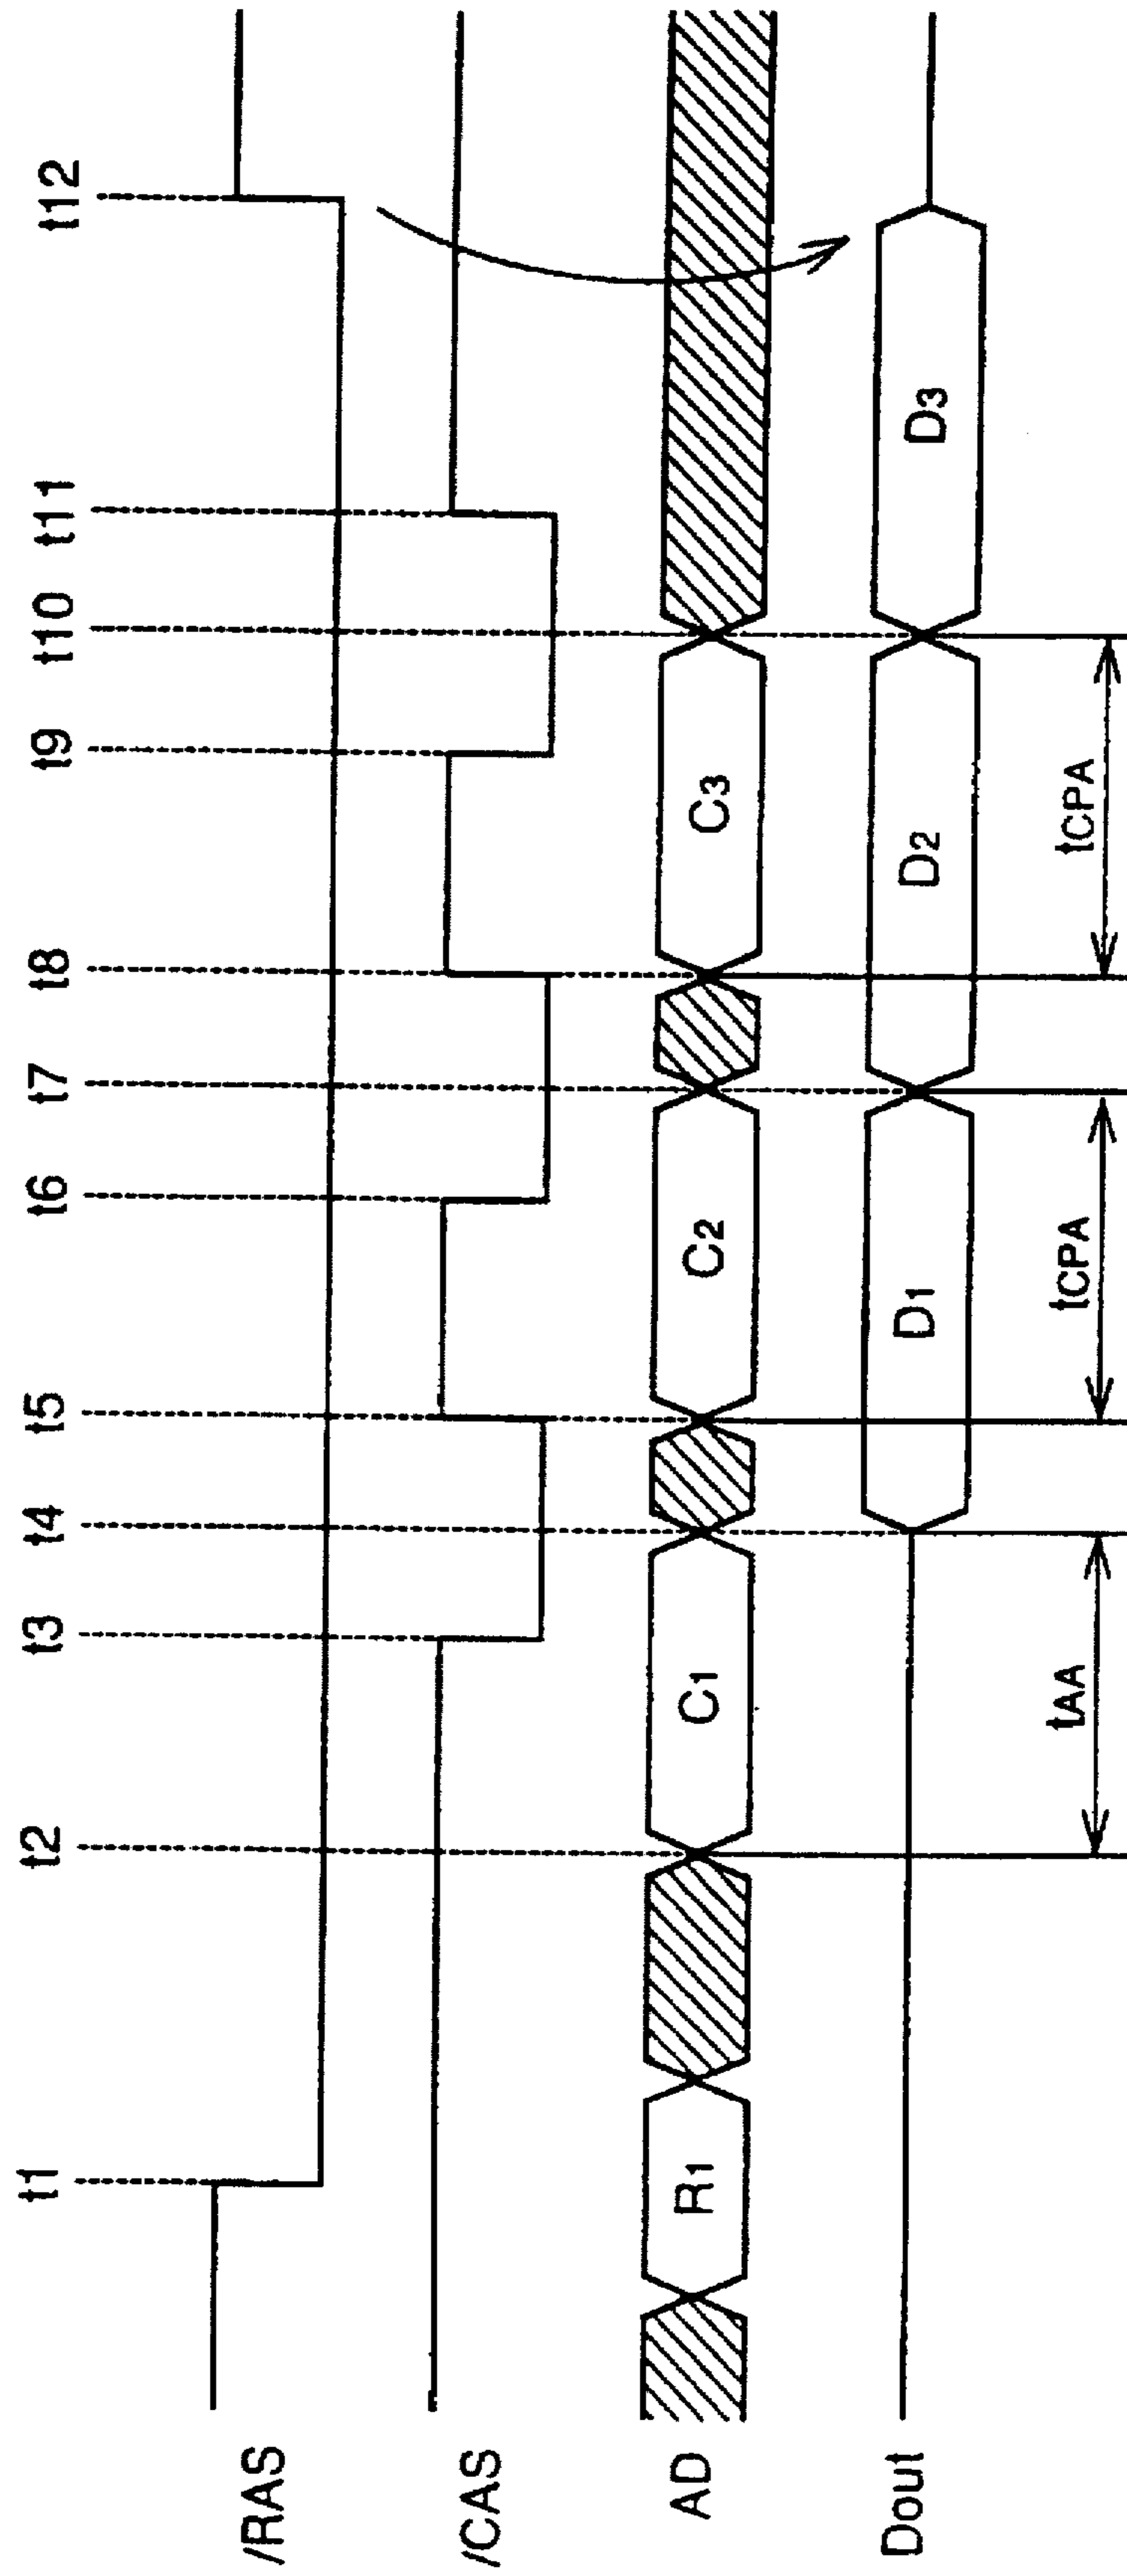 t1 t2 t3 t4 t5 t6 t7 t8 t9 t10 t11 t12
/RAS
/CAS
AD R1 C1 C2 C3
Dout D1 D2 D3
tAA tCPA tCPA